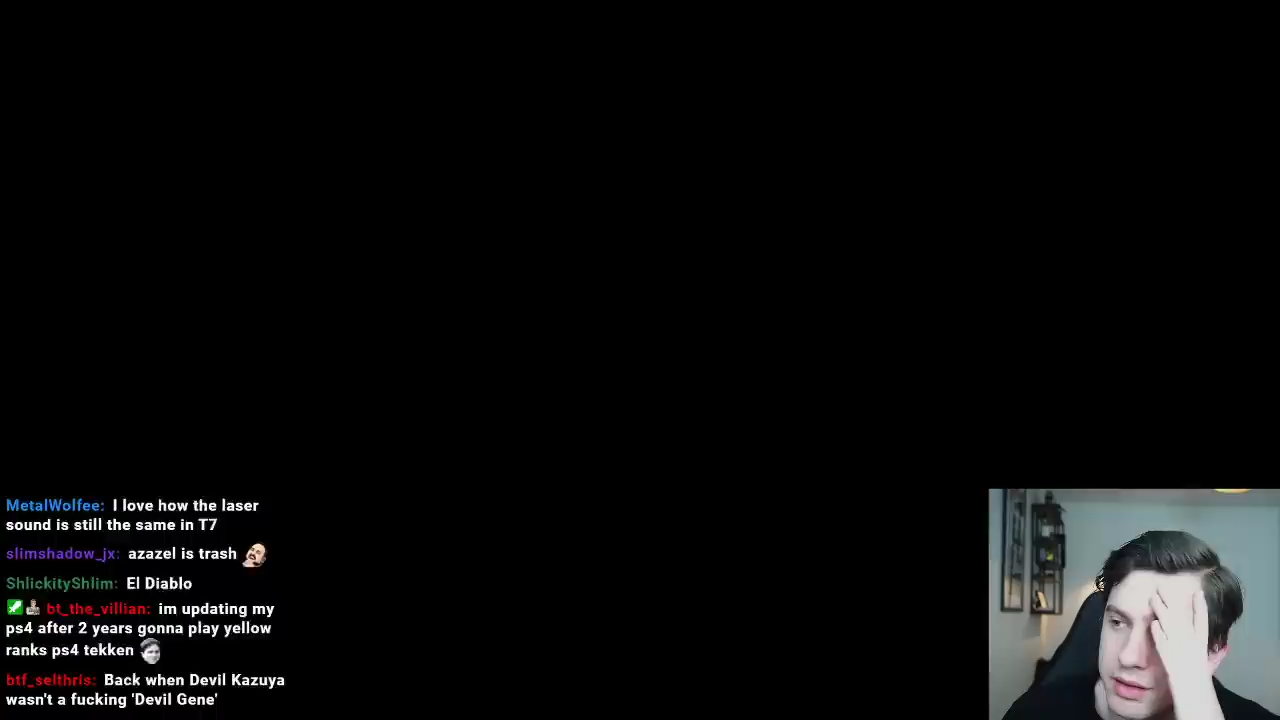 MetalWolfee: I love how the laser
sound is still the same in T7
slimshadow_jx: azazel is trash
ShlickityShlim: El Diablo
bt_the_villian: im updating my
ps4 after 2 years gonna play yellow
ranks ps4 tekken
btf_selthris: Back when Devil Kazuya
wasn't a fucking 'Devil Gene'